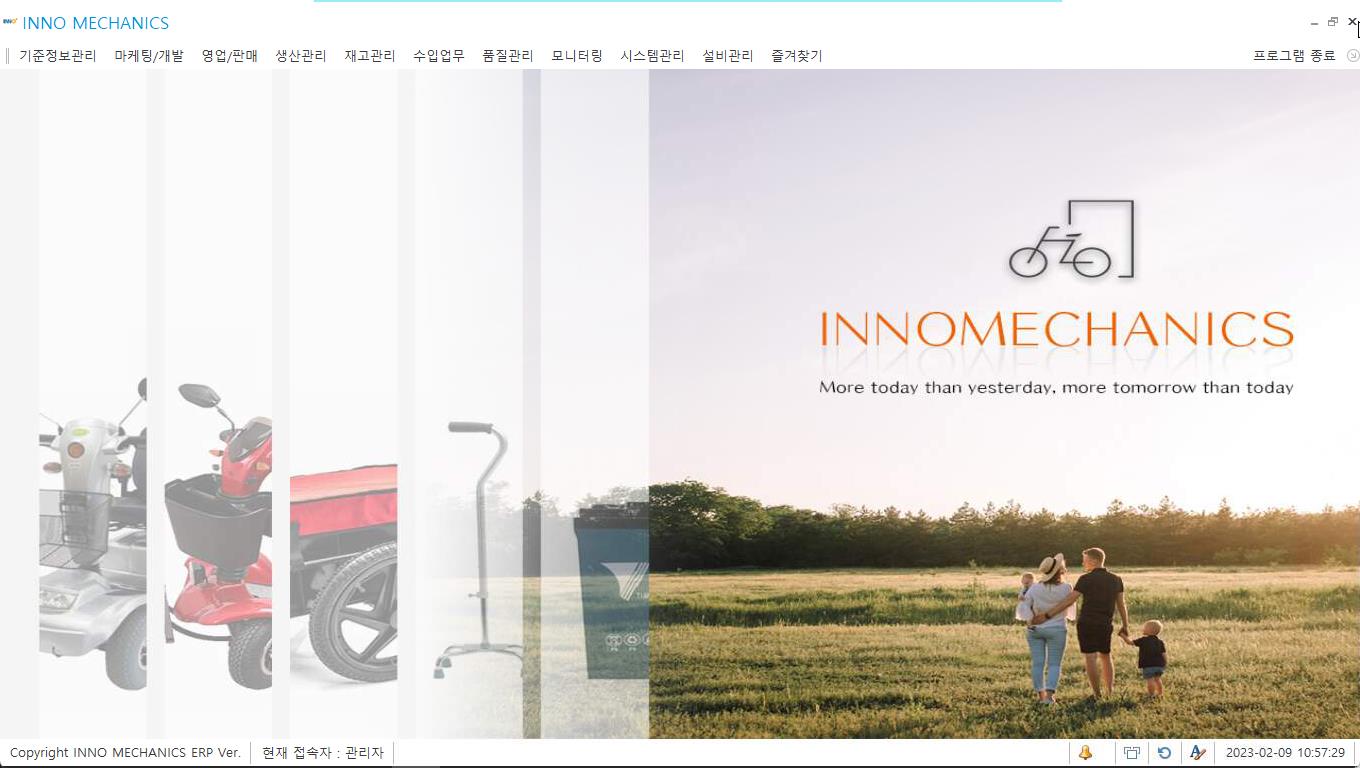 INNO INNO MECHANICS
기준정보관리 마케팅/개발 영업/판매 생산관리 재고관리 수입업무 품질관리 모니터링 시스템관리 설비관리 즐겨찾기 프로그램 종료
INNOMECHANICS
More today than yesterday, more tomorrow than today
Copyright INNO MECHANICS ERP Ver. 현재 접속자 : 관리자 2023-02-09 10:57:29